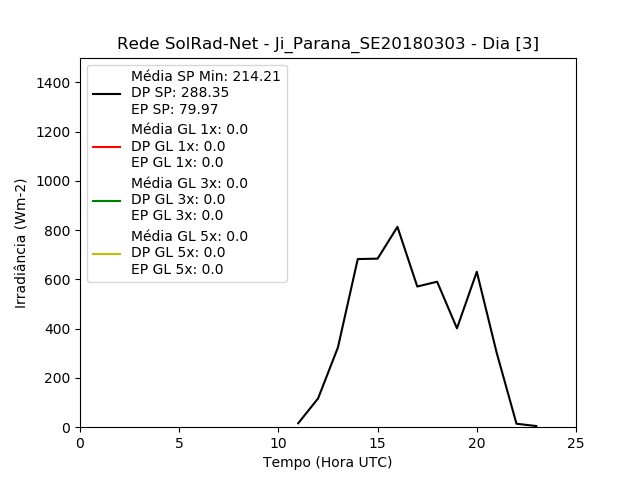 Rede SolRad-Net - Ji_Parana_SE20180303 - Dia [3]
Média SP Min: 214.21
DP SP: 288.35
EP SP: 79.97
Média GL 1x: 0.0
DP GL 1x: 0.0
EP GL 1x: 0.0
Média GL 3x: 0.0
DP GL 3x: 0.0
EP GL 3x: 0.0
Média GL 5x: 0.0
DP GL 5x: 0.0
EP GL 5x: 0.0
1400
1200
1000
800
600
400
200
0
Irradiância (Wm-2)
0 5 10 15 20 25
Tempo (Hora UTC)